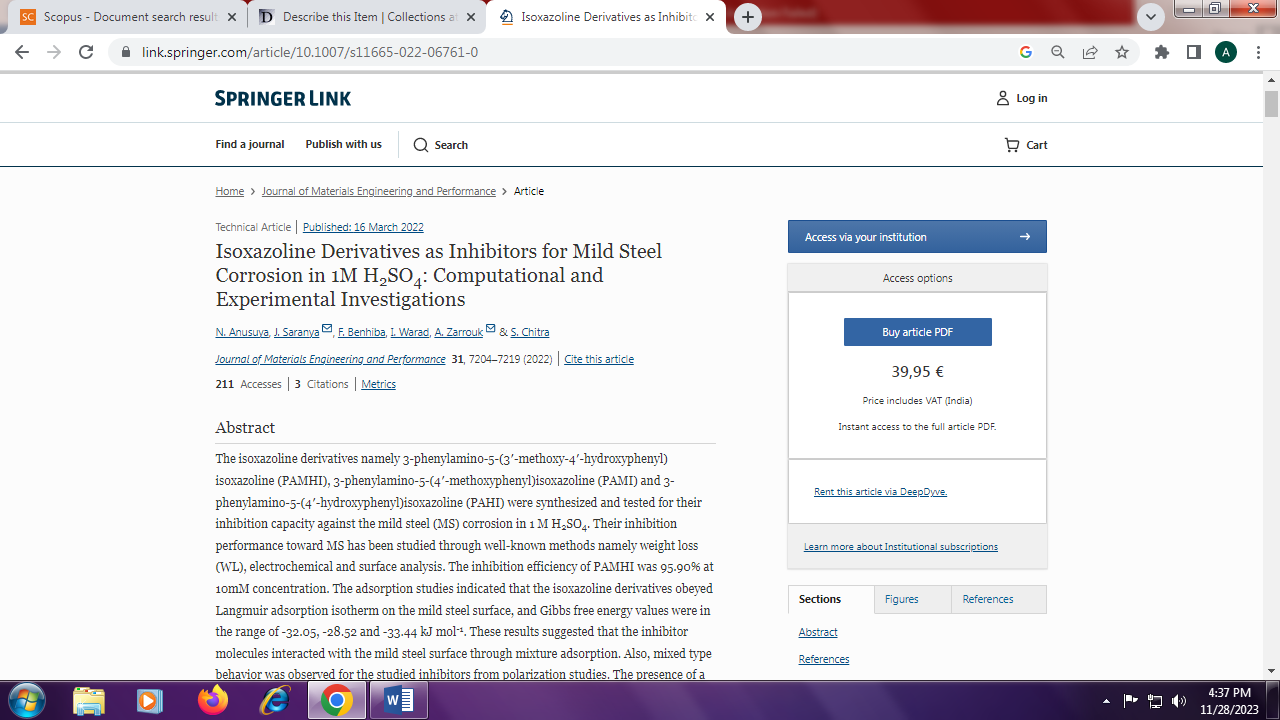 Scopus - Document search result
Describe this Item | Collections a
Isoxazoline Derivatives as Inhibit
link.springer.com/article/10.1007/s11665-022-06761-0
A
SPRINGER LINK
Log in
Find a journal
Publish with us
Search
Cart
Home > Journal of Materials Engineering and Performance > Article
Technical Article | Published: 16 March 2022
Isoxazoline Derivatives as Inhibitors for Mild Steel
Corrosion in 1M H₂SO₄: Computational and
Experimental Investigations
N. Anusuya, J. Saranya, F. Benhiba, I. Warad, A. Zarrouk & S. Chitra
Journal of Materials Engineering and Performance 31, 7204–7219 (2022) | Cite this article
211 Accesses | 3 Citations | Metrics
Abstract
The isoxazoline derivatives namely 3-phenylamino-5-(3′-methoxy-4′-hydroxyphenyl)
isoxazoline (PAMHI), 3-phenylamino-5-(4′-methoxyphenyl)isoxazoline (PAMI) and 3-
phenylamino-5-(4′-hydroxyphenyl)isoxazoline (PAHI) were synthesized and tested for their
inhibition capacity against the mild steel (MS) corrosion in 1 M H₂SO₄. Their inhibition
performance toward MS has been studied through well-known methods namely weight loss
(WL), electrochemical and surface analysis. The inhibition efficiency of PAMHI was 95.90% at
10mM concentration. The adsorption studies indicated that the isoxazoline derivatives obeyed
Langmuir adsorption isotherm on the mild steel surface, and Gibbs free energy values were in
the range of -32.05, -28.52 and -33.44 kJ mol⁻¹. These results suggested that the inhibitor
molecules interacted with the mild steel surface through mixture adsorption. Also, mixed type
behavior was observed for the studied inhibitors from polarization studies. The presence of a
Access via your institution
Access options
Buy article PDF
39,95 €
Price includes VAT (India)
Instant access to the full article PDF.
Rent this article via DeepDyve.
Learn more about Institutional subscriptions
Sections
Figures
References
Abstract
References
4:37 PM
11/28/2023